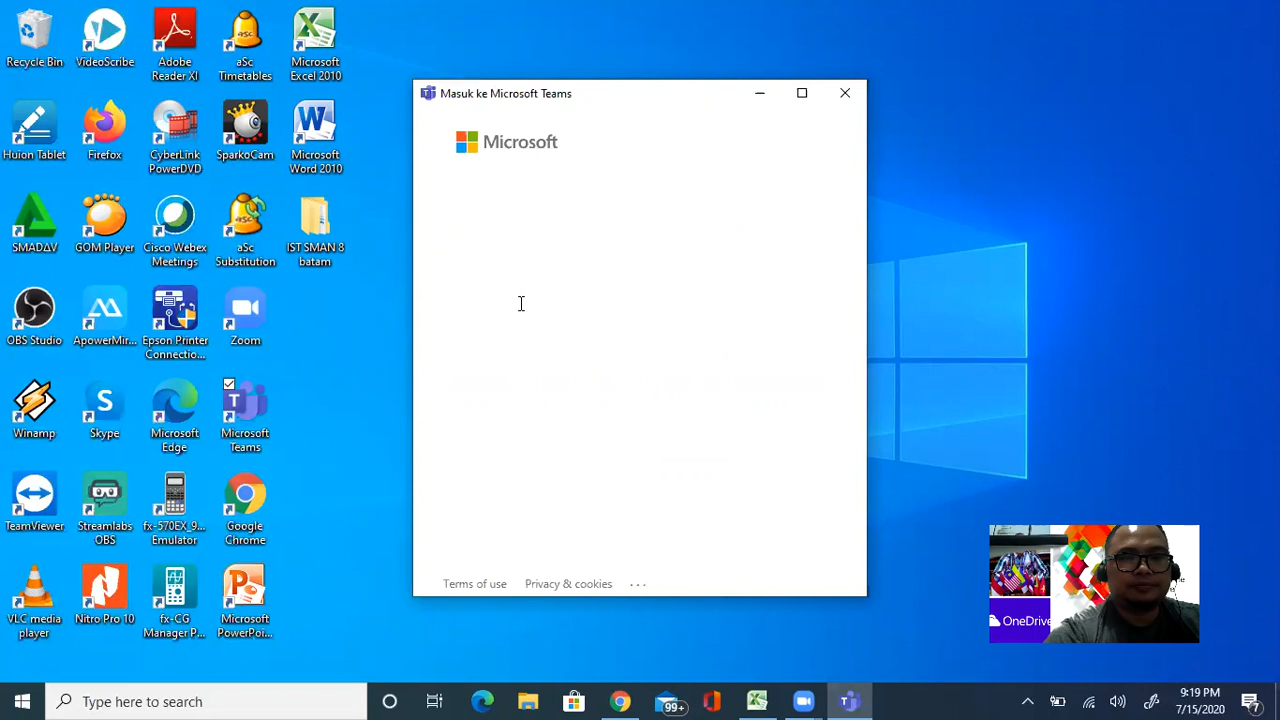 Recycle Bin
VideoScribe
Adobe Reader XI
aSc Timetables
Microsoft Excel 2010
Huion Tablet
Firefox
CyberLink PowerDVD
SparkoCam
Microsoft Word 2010
SMADΔV
GOM Player
Cisco Webex Meetings
aSc Substitution
IST SMAN 8 batam
OBS Studio
ApowerMir...
Epson Printer Connectio...
Zoom
Winamp
Skype
Microsoft Edge
Microsoft Teams
TeamViewer
Streamlabs OBS
fx-570EX_9... Emulator
Google Chrome
VLC media player
Nitro Pro 10
fx-CG Manager P...
Microsoft PowerPoi...
Masuk ke Microsoft Teams
Microsoft
Terms of use Privacy & cookies ...
OneDrive
Type here to search
99+
9:19 PM
7/15/2020
7